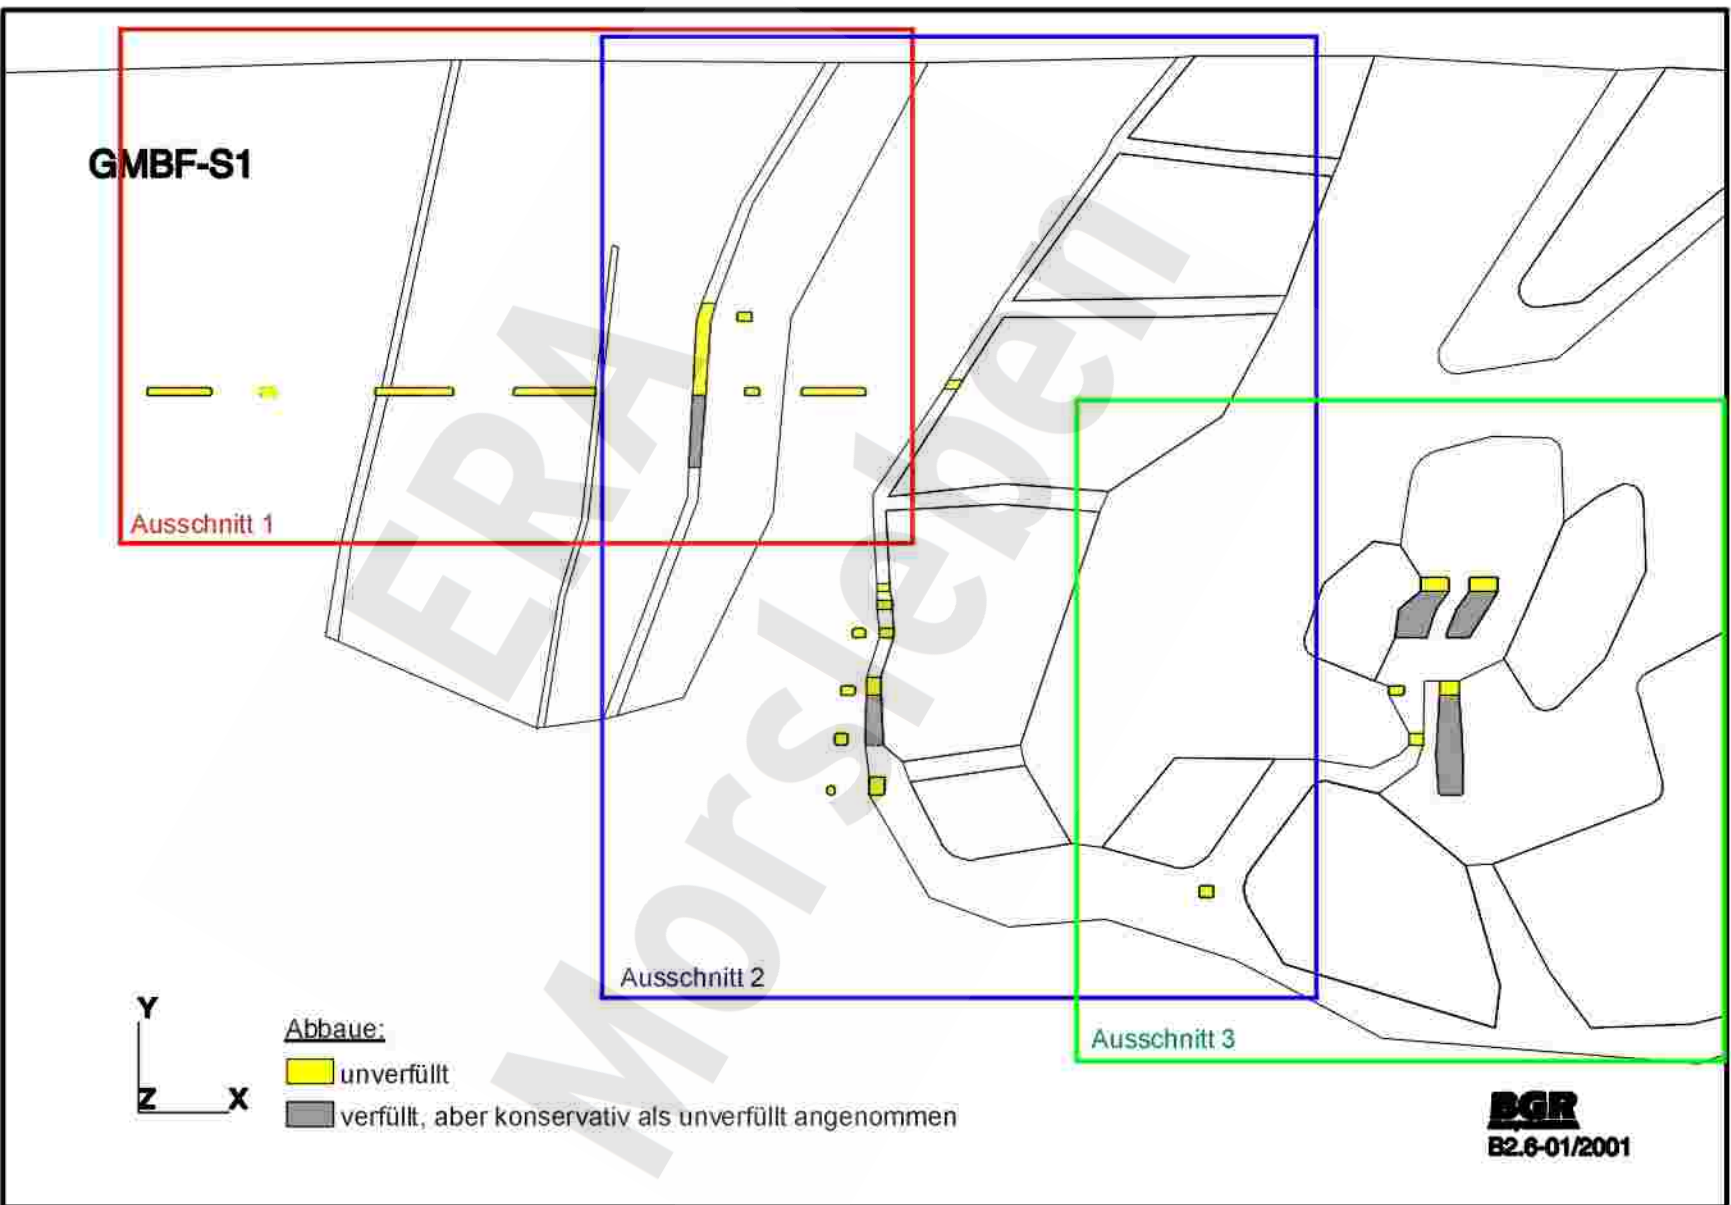 GMBF-S1
Ausschnitt 1
Ausschnitt 2
Ausschnitt 3
Y
Z X
Abbaue:
unverfüllt
verfüllt, aber konservativ als unverfüllt angenommen
BGR
B2.6-01/2001
ERA
Morsleben